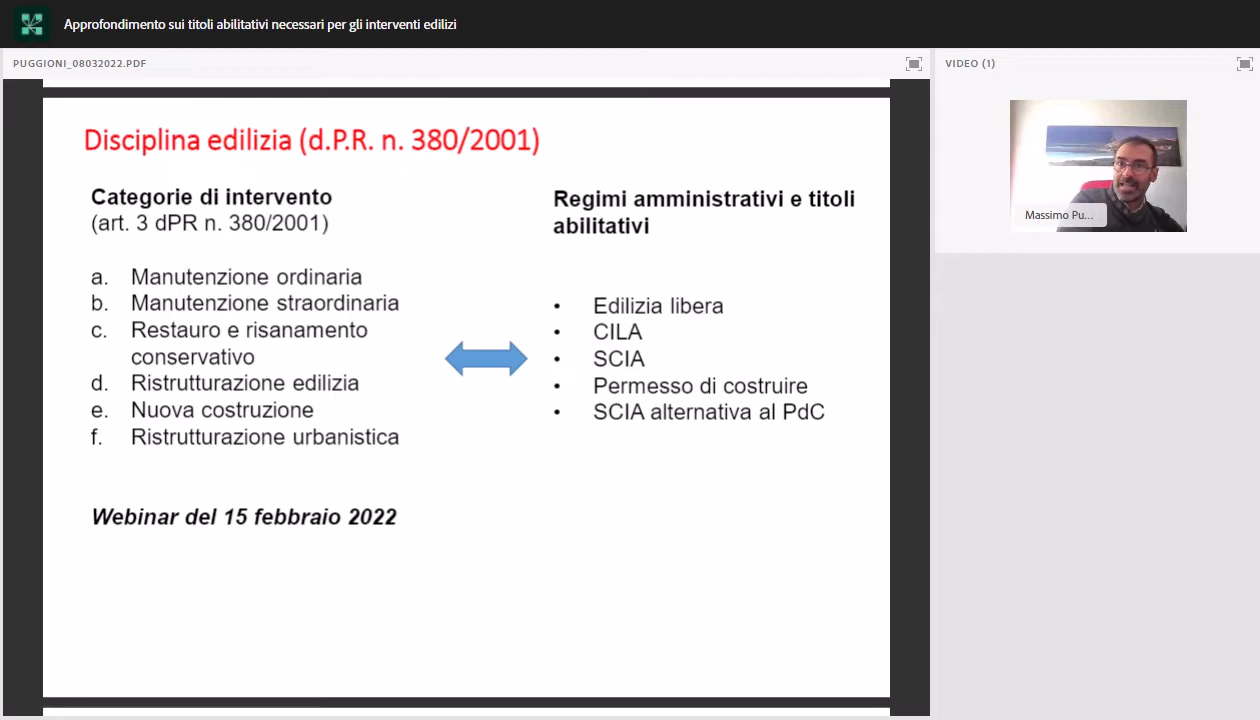 Approfondimento sui titoli abilitativi necessari per gli interventi edilizi
PUGGIONI_08032022.PDF
VIDEO (1)
Disciplina edilizia (d.P.R. n. 380/2001)
Categorie di intervento
(art. 3 dPR n. 380/2001)
a. Manutenzione ordinaria
b. Manutenzione straordinaria
c. Restauro e risanamento
conservativo
d. Ristrutturazione edilizia
e. Nuova costruzione
f. Ristrutturazione urbanistica
Webinar del 15 febbraio 2022
Regimi amministrativi e titoli
abilitativi
• Edilizia libera
• CILA
• SCIA
• Permesso di costruire
• SCIA alternativa al PdC
Massimo Pu...